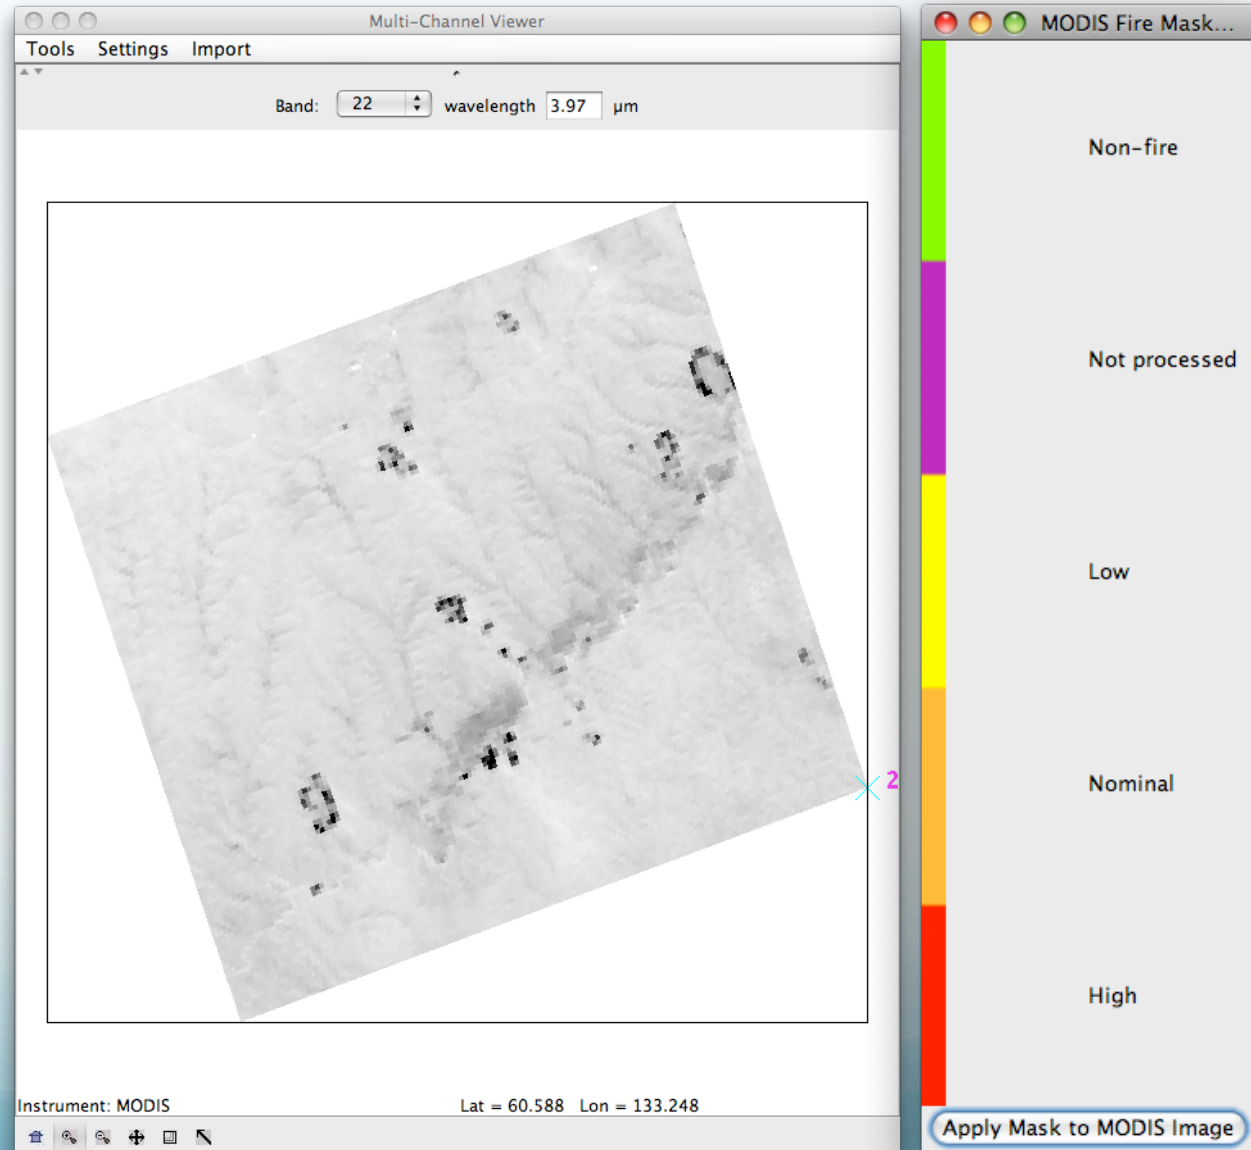 Multi-Channel Viewer
Tools Settings Import
Band: 22 wavelength 3.97 µm
2
Instrument: MODIS Lat = 60.588 Lon = 133.248
MODIS Fire Mask...
Non-fire
Not processed
Low
Nominal
High
Apply Mask to MODIS Image